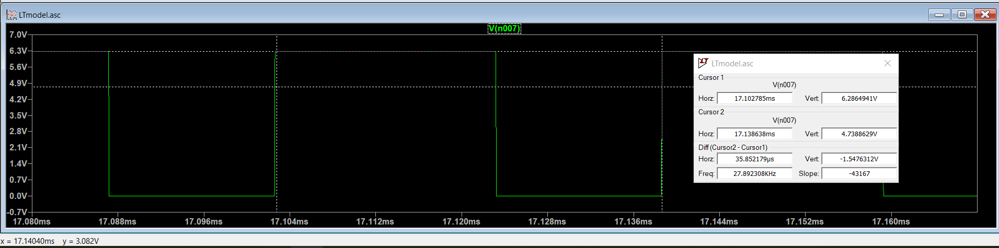 LTmodel.asc
V(n007)
7.0V
6.3V
5.6V
4.9V
4.2V
3.5V
2.8V
2.1V
1.4V
0.7V
0.0V
-0.7V
17.080ms 17.088ms 17.096ms 17.104ms 17.112ms 17.120ms 17.128ms 17.136ms 17.144ms 17.152ms 17.160ms
LTmodel.asc
Cursor 1
V(n007)
Horz: 17.102785ms Vert: 6.2864941V
Cursor 2
V(n007)
Horz: 17.138638ms Vert: 4.7388629V
Diff (Cursor2 - Cursor1)
Horz: 35.852179µs Vert: -1.5476312V
Freq: 27.892308KHz Slope: -43167
x = 17.14040ms y = 3.082V